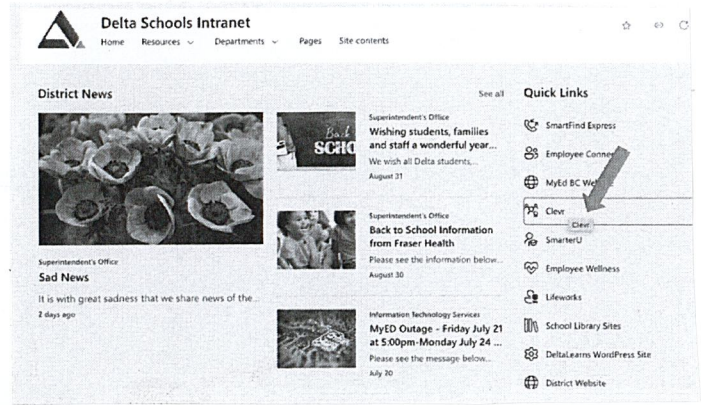 Delta Schools Intranet
Home Resources Departments Pages Site contents
District News
See all
Superintendent's Office
Sad News
It is with great sadness that we share news of the...
2 days ago
Superintendent's Office
Wishing students, families
and staff a wonderful year...
We wish all Delta students,...
August 31
Superintendent's Office
Back to School Information
from Fraser Health
Please see the information below...
August 30
Information Technology Services
MyED Outage - Friday July 21
at 5:00pm-Monday July 24 ...
Please see the message below...
July 20
Quick Links
SmartFind Express
Employee
MyEd BC
Clevr
Clevr
SmarterU
Employee Wellness
Lifeworks
School Library Sites
DeltaLearns WordPress Site
District Website